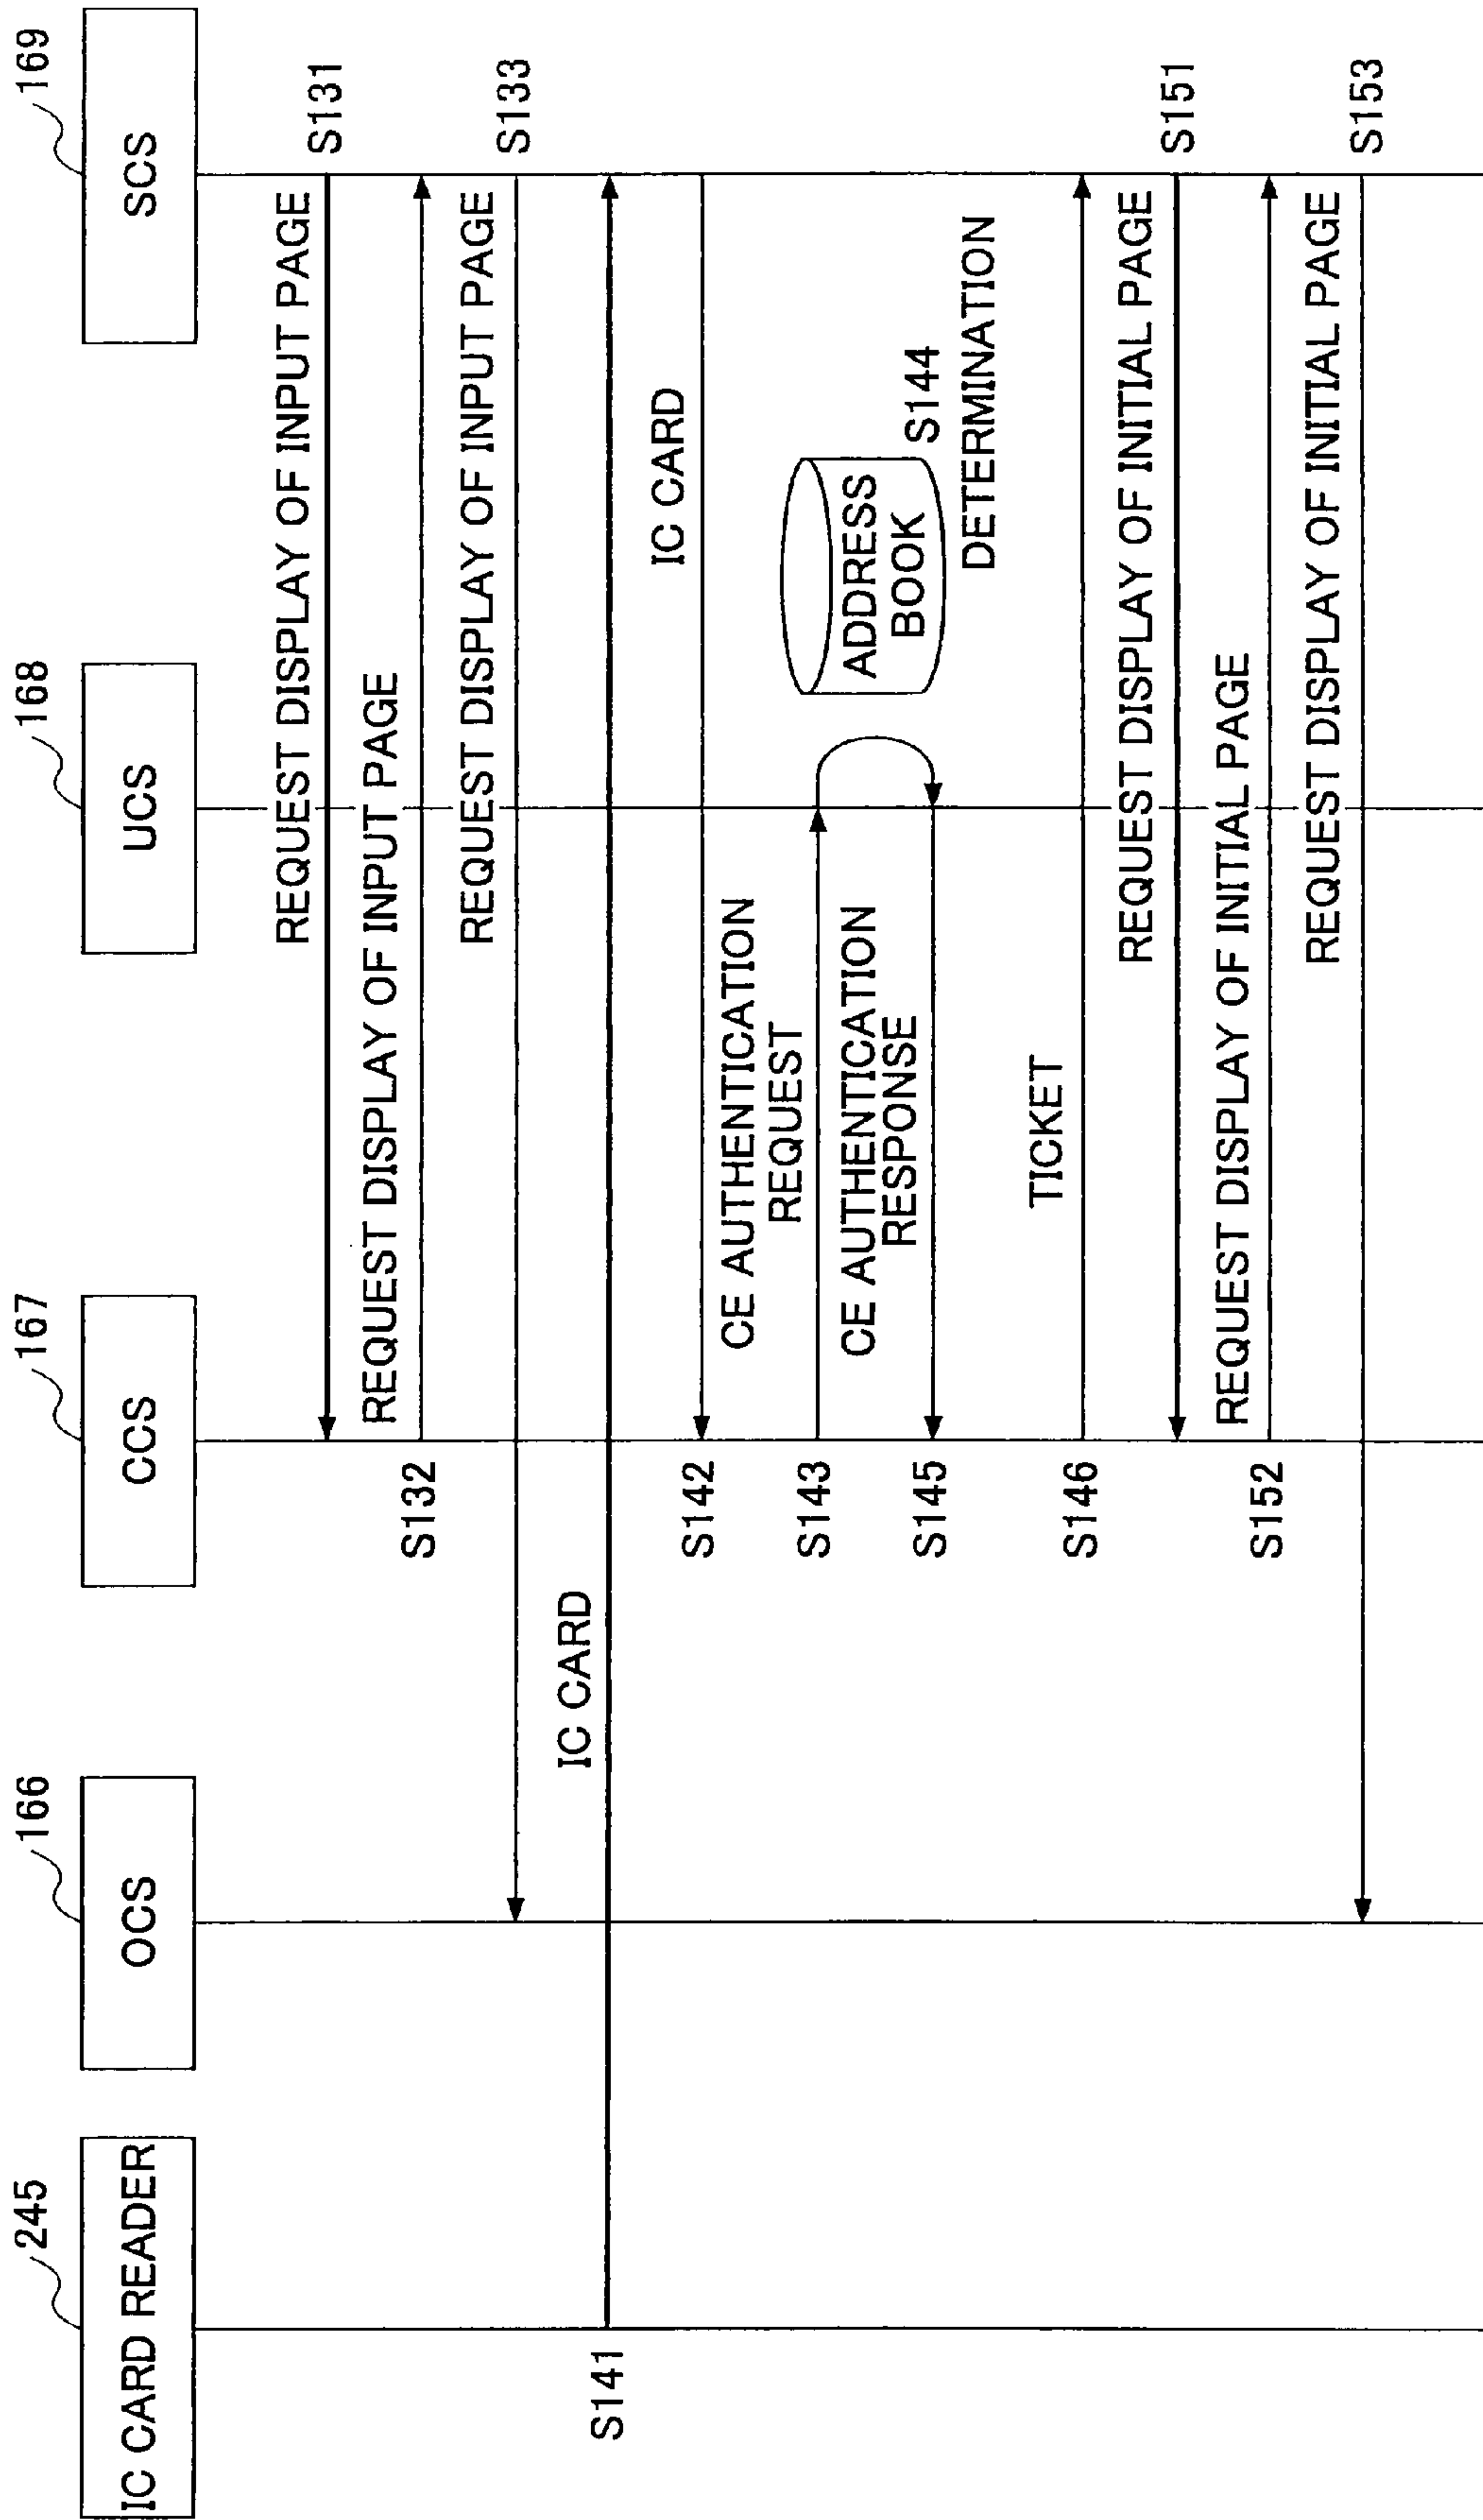 245
IC CARD READER
166
OCS
167
CCS
168
UCS
169
SCS
REQUEST DISPLAY OF INPUT PAGE
S131
REQUEST DISPLAY OF INPUT PAGE
S132
REQUEST DISPLAY OF INPUT PAGE
S133
IC CARD
S141
IC CARD
S142
CE AUTHENTICATION
REQUEST
S143
ADDRESS
BOOK
S144
DETERMINATION
CE AUTHENTICATION
RESPONSE
S145
TICKET
S146
REQUEST DISPLAY OF INITIAL PAGE
S151
REQUEST DISPLAY OF INITIAL PAGE
S152
REQUEST DISPLAY OF INITIAL PAGE
S153